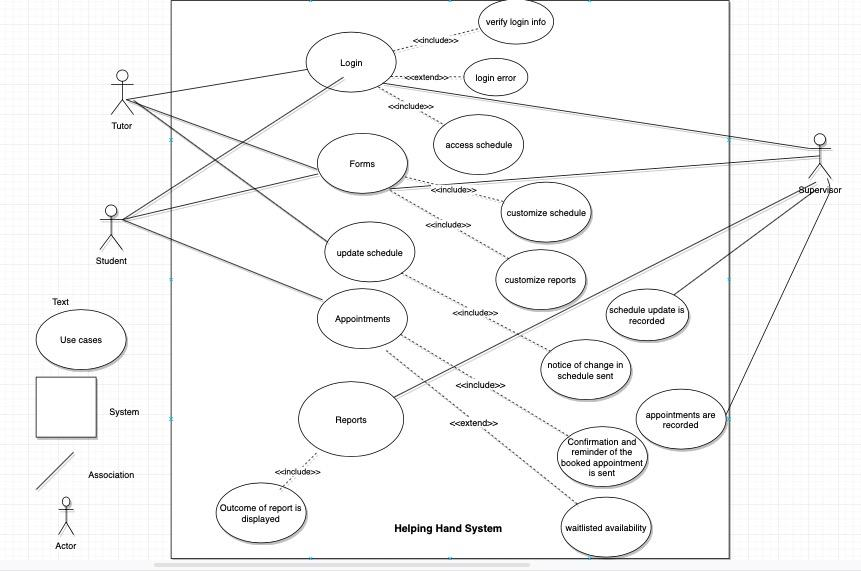 verify login info
<<include>>
Login
<<extend>>
login error
<<include>>
Tutor
access schedule
Forms
Supervisor
<<include>>
customize schedule
<<include>>
Student
update schedule
customize reports
Text
Use cases
Appointments
<<include>>
schedule update is
recorded
notice of change in
schedule sent
<<include>>
System
Reports
<<extend>>
appointments are
recorded
Confirmation and
reminder of the
booked appointment
is sent
Association
<<include>>
Outcome of report is
displayed
Helping Hand System
waitlisted availability
Actor